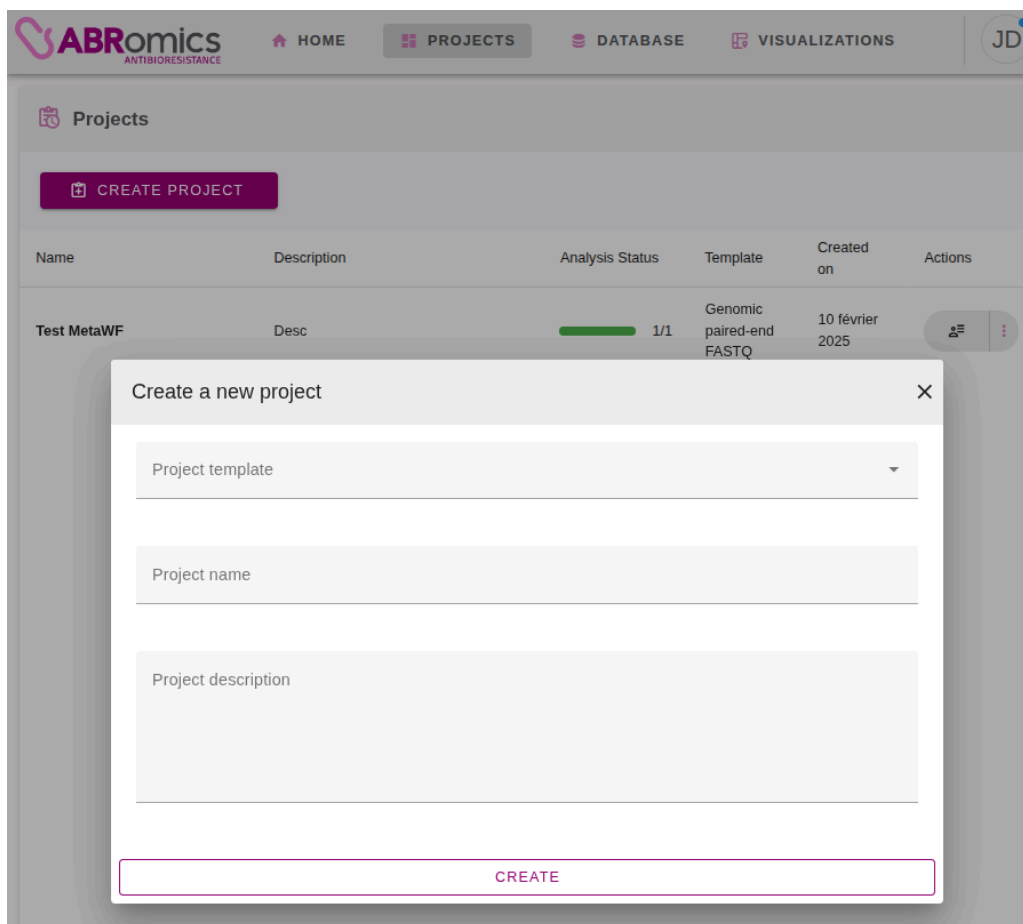 ABRomics
ANTIBIORESISTANCE
HOME
PROJECTS
DATABASE
VISUALIZATIONS
JD
Projects
CREATE PROJECT
Name
Description
Analysis Status
Template
Created
on
Actions
Test MetaWF
Desc
1/1
Genomic
paired-end
FASTQ
10 février
2025
Create a new project
Project template
Project name
Project description
CREATE